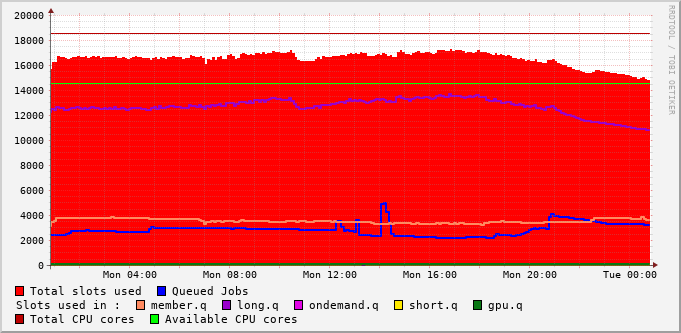 20000
18000
16000
14000
12000
10000
8000
6000
4000
2000
0
Mon 04:00 Mon 08:00 Mon 12:00 Mon 16:00 Mon 20:00 Tue 00:00
RRDTOOL / TOBI OETIKER
Total slots used Queued Jobs
Slots used in : member.q long.q ondemand.q short.q gpu.q
Total CPU cores Available CPU cores